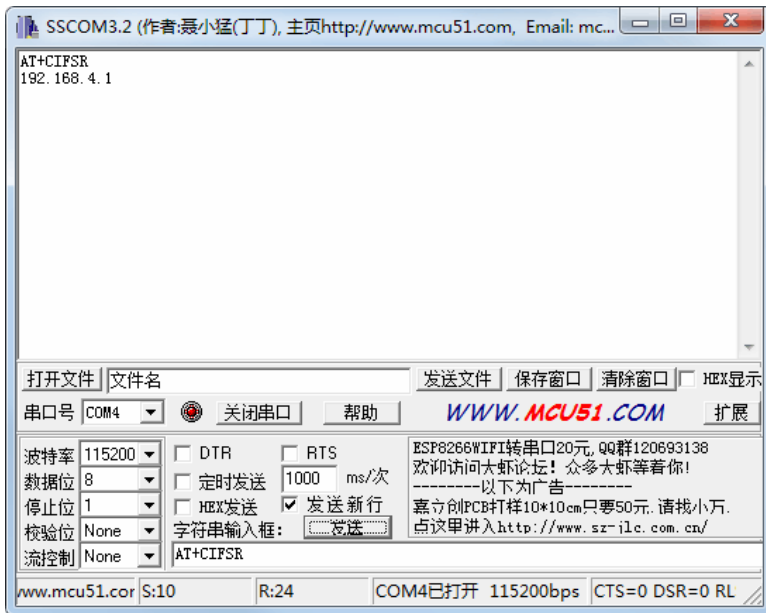 SSCOM3.2 (作者:聂小猛(丁丁), 主页http://www.mcu51.com, Email: mc...
AT+CIFSR
192.168.4.1
打开文件 文件名 发送文件 保存窗口 清除窗口 HEX显示
串口号 COM4 关闭串口 帮助 WWW.MCU51.COM 扩展
波特率 115200 DTR RTS
数据位 8 定时发送 1000 ms/次
停止位 1 HEX发送 发送新行
校验位 None 字符串输入框: 发送
流控制 None AT+CIFSR
ESP8266WIFI转串口20元,QQ群120693138
欢迎访问大虾论坛! 众多大虾等着你!
--------以下为广告--------
嘉立创PCB打样10*10cm只要50元.请找小万.
点这里进入http://www.sz-jlc.com.cn/
www.mcu51.cor S:10 R:24 COM4已打开 115200bps CTS=0 DSR=0 RL